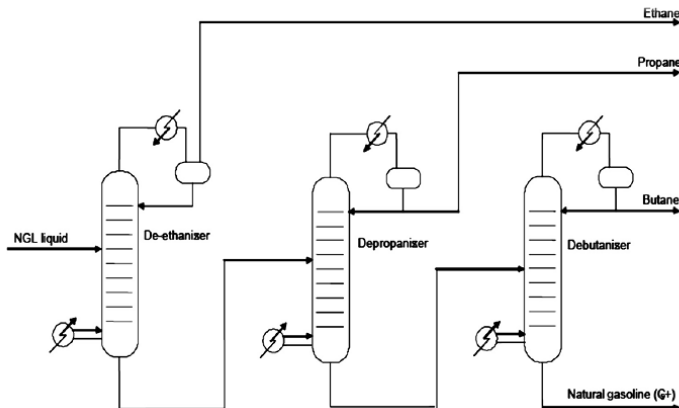 Ethane
Propane
NGL liquid
De-ethaniser
Depropaniser
Debutaniser
Butane
Natural gasoline (C₅+)